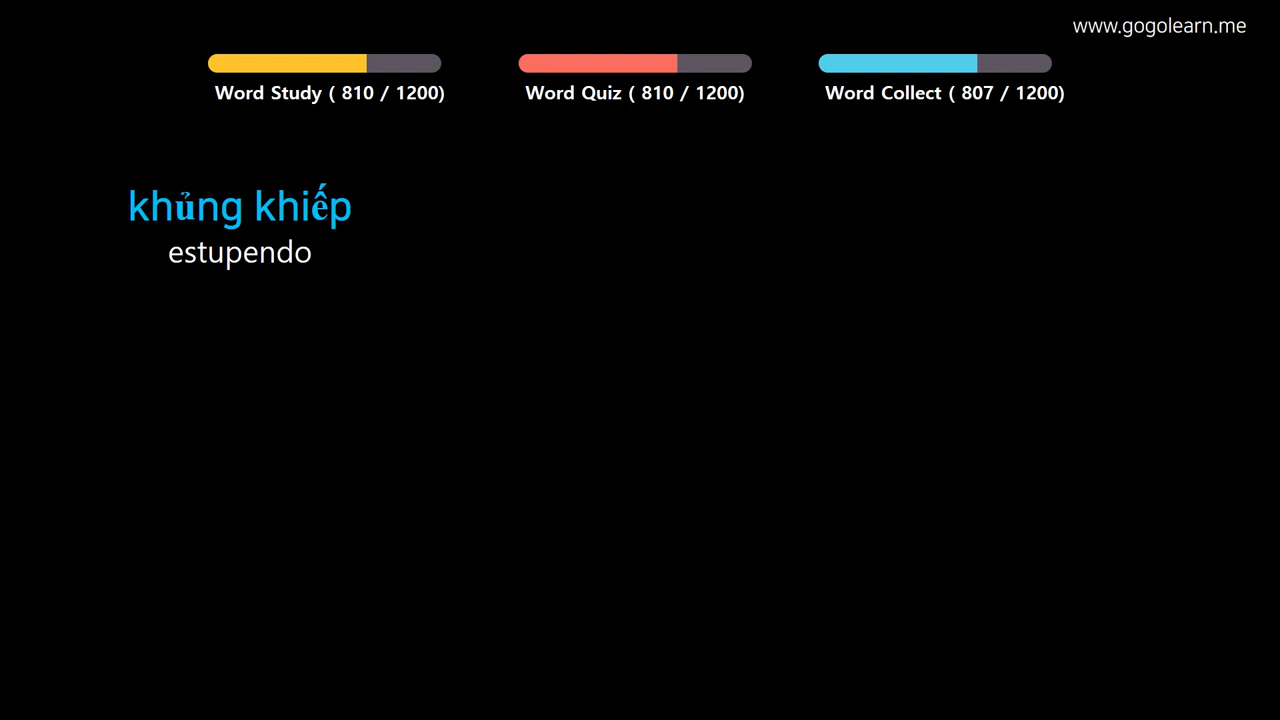 www.gogolearn.me
Word Study ( 810 / 1200)
Word Quiz ( 810 / 1200)
Word Collect ( 807 / 1200)
khủng khiếp
estupendo